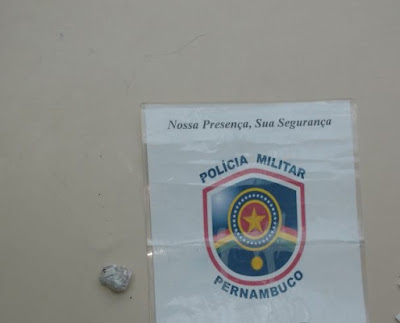 Nossa Presença, Sua Segurança
POLÍCIA MILITAR
PERNAMBUCO